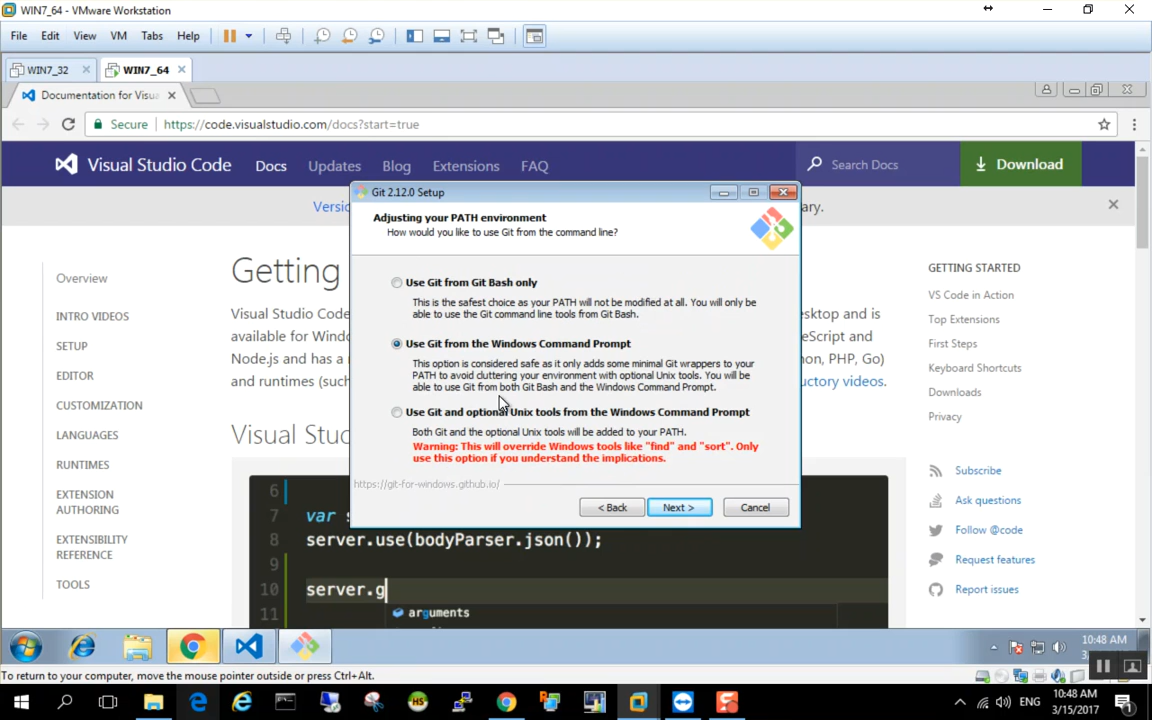 WIN7_64 - VMware Workstation
File Edit View VM Tabs Help
WIN7_32
WIN7_64
Documentation for Visua
Secure https://code.visualstudio.com/docs?start=true
Visual Studio Code Docs Updates Blog Extensions FAQ Search Docs Download
Versi
ary.
Git 2.12.0 Setup
Adjusting your PATH environment
How would you like to use Git from the command line?
Use Git from Git Bash only
This is the safest choice as your PATH will not be modified at all. You will only be
able to use the Git command line tools from Git Bash.
Use Git from the Windows Command Prompt
This option is considered safe as it only adds some minimal Git wrappers to your
PATH to avoid cluttering your environment with optional Unix tools. You will be
able to use Git from both Git Bash and the Windows Command Prompt.
Use Git and optional Unix tools from the Windows Command Prompt
Both Git and the optional Unix tools will be added to your PATH.
Warning: This will override Windows tools like "find" and "sort". Only
use this option if you understand the implications.
https://git-for-windows.github.io/
< Back Next > Cancel
Overview
INTRO VIDEOS
SETUP
EDITOR
CUSTOMIZATION
LANGUAGES
RUNTIMES
EXTENSION
AUTHORING
EXTENSIBILITY
REFERENCE
TOOLS
Getting
Visual Studio Code
available for Windo
Node.js and has a
and runtimes (such
sktop and is
eScript and
on, PHP, Go)
uctory videos.
Visual Stud
6
7 var s
8 server.use(bodyParser.json());
9
10 server.g
11
arguments
GETTING STARTED
VS Code in Action
Top Extensions
First Steps
Keyboard Shortcuts
Downloads
Privacy
Subscribe
Ask questions
Follow @code
Request features
Report issues
10:48 AM
To return to your computer, move the mouse pointer outside or press Ctrl+Alt.
ENG
10:48 AM
3/15/2017